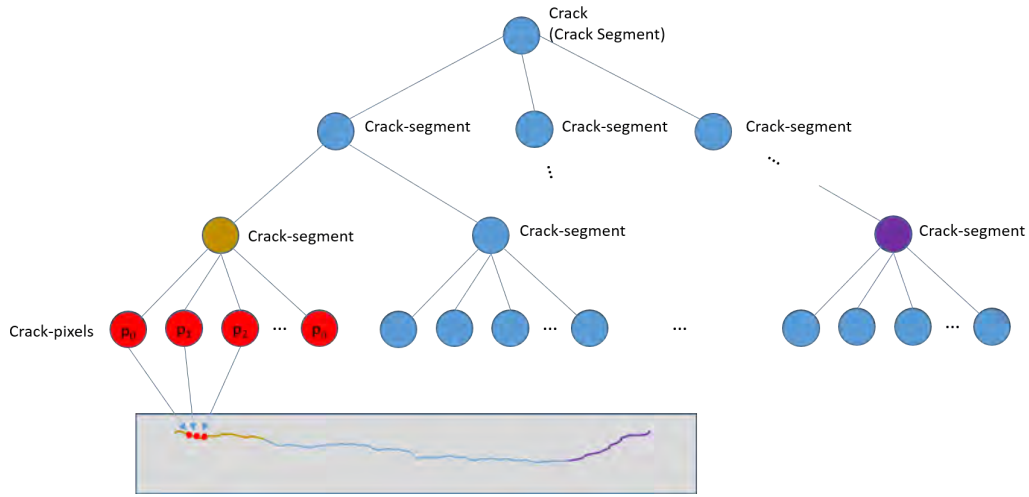 Crack
(Crack Segment)
Crack-segment
Crack-segment
Crack-segment
...
...
Crack-segment
Crack-segment
Crack-segment
Crack-pixels
p0
p1
p2
...
pn
...
...
...